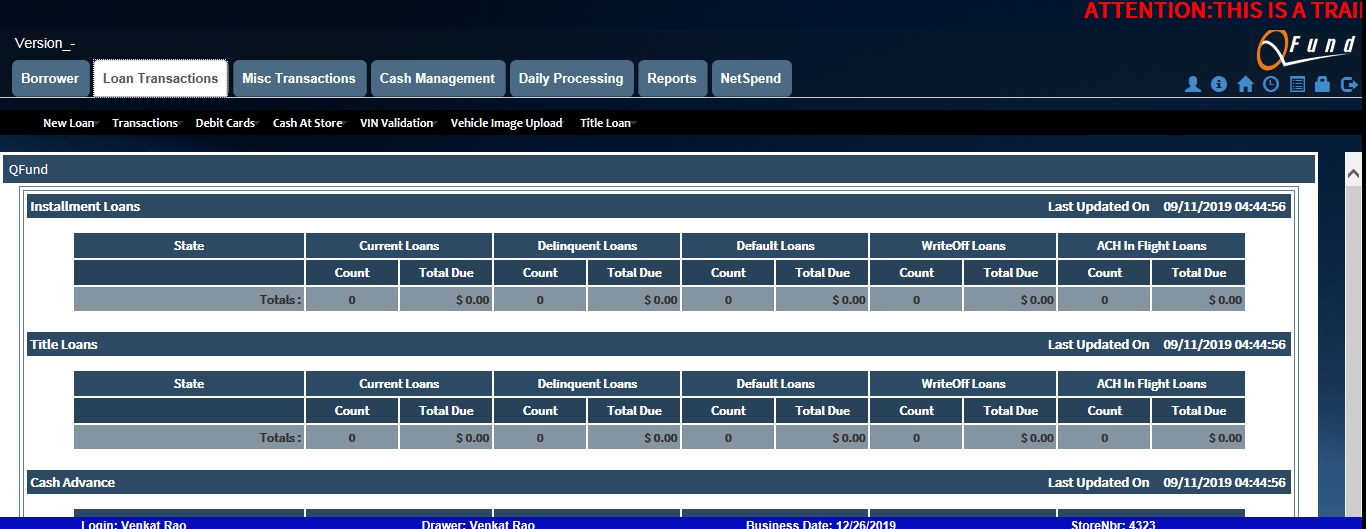 ATTENTION:THIS IS A TRAI
Version_-
QFund
Borrower Loan Transactions Misc Transactions Cash Management Daily Processing Reports NetSpend
New Loan Transactions Debit Cards Cash At Store VIN Validation Vehicle Image Upload Title Loan
QFund
Installment Loans Last Updated On 09/11/2019 04:44:56
State Current Loans Delinquent Loans Default Loans WriteOff Loans ACH In Flight Loans
Count Total Due Count Total Due Count Total Due Count Total Due Count Total Due
Totals : 0 $ 0.00 0 $ 0.00 0 $ 0.00 0 $ 0.00 0 $ 0.00
Title Loans Last Updated On 09/11/2019 04:44:56
State Current Loans Delinquent Loans Default Loans WriteOff Loans ACH In Flight Loans
Count Total Due Count Total Due Count Total Due Count Total Due Count Total Due
Totals : 0 $ 0.00 0 $ 0.00 0 $ 0.00 0 $ 0.00 0 $ 0.00
Cash Advance Last Updated On 09/11/2019 04:44:56
Login: Venkat Rao Drawer: Venkat Rao Business Date: 12/26/2019 StoreNbr: 4323